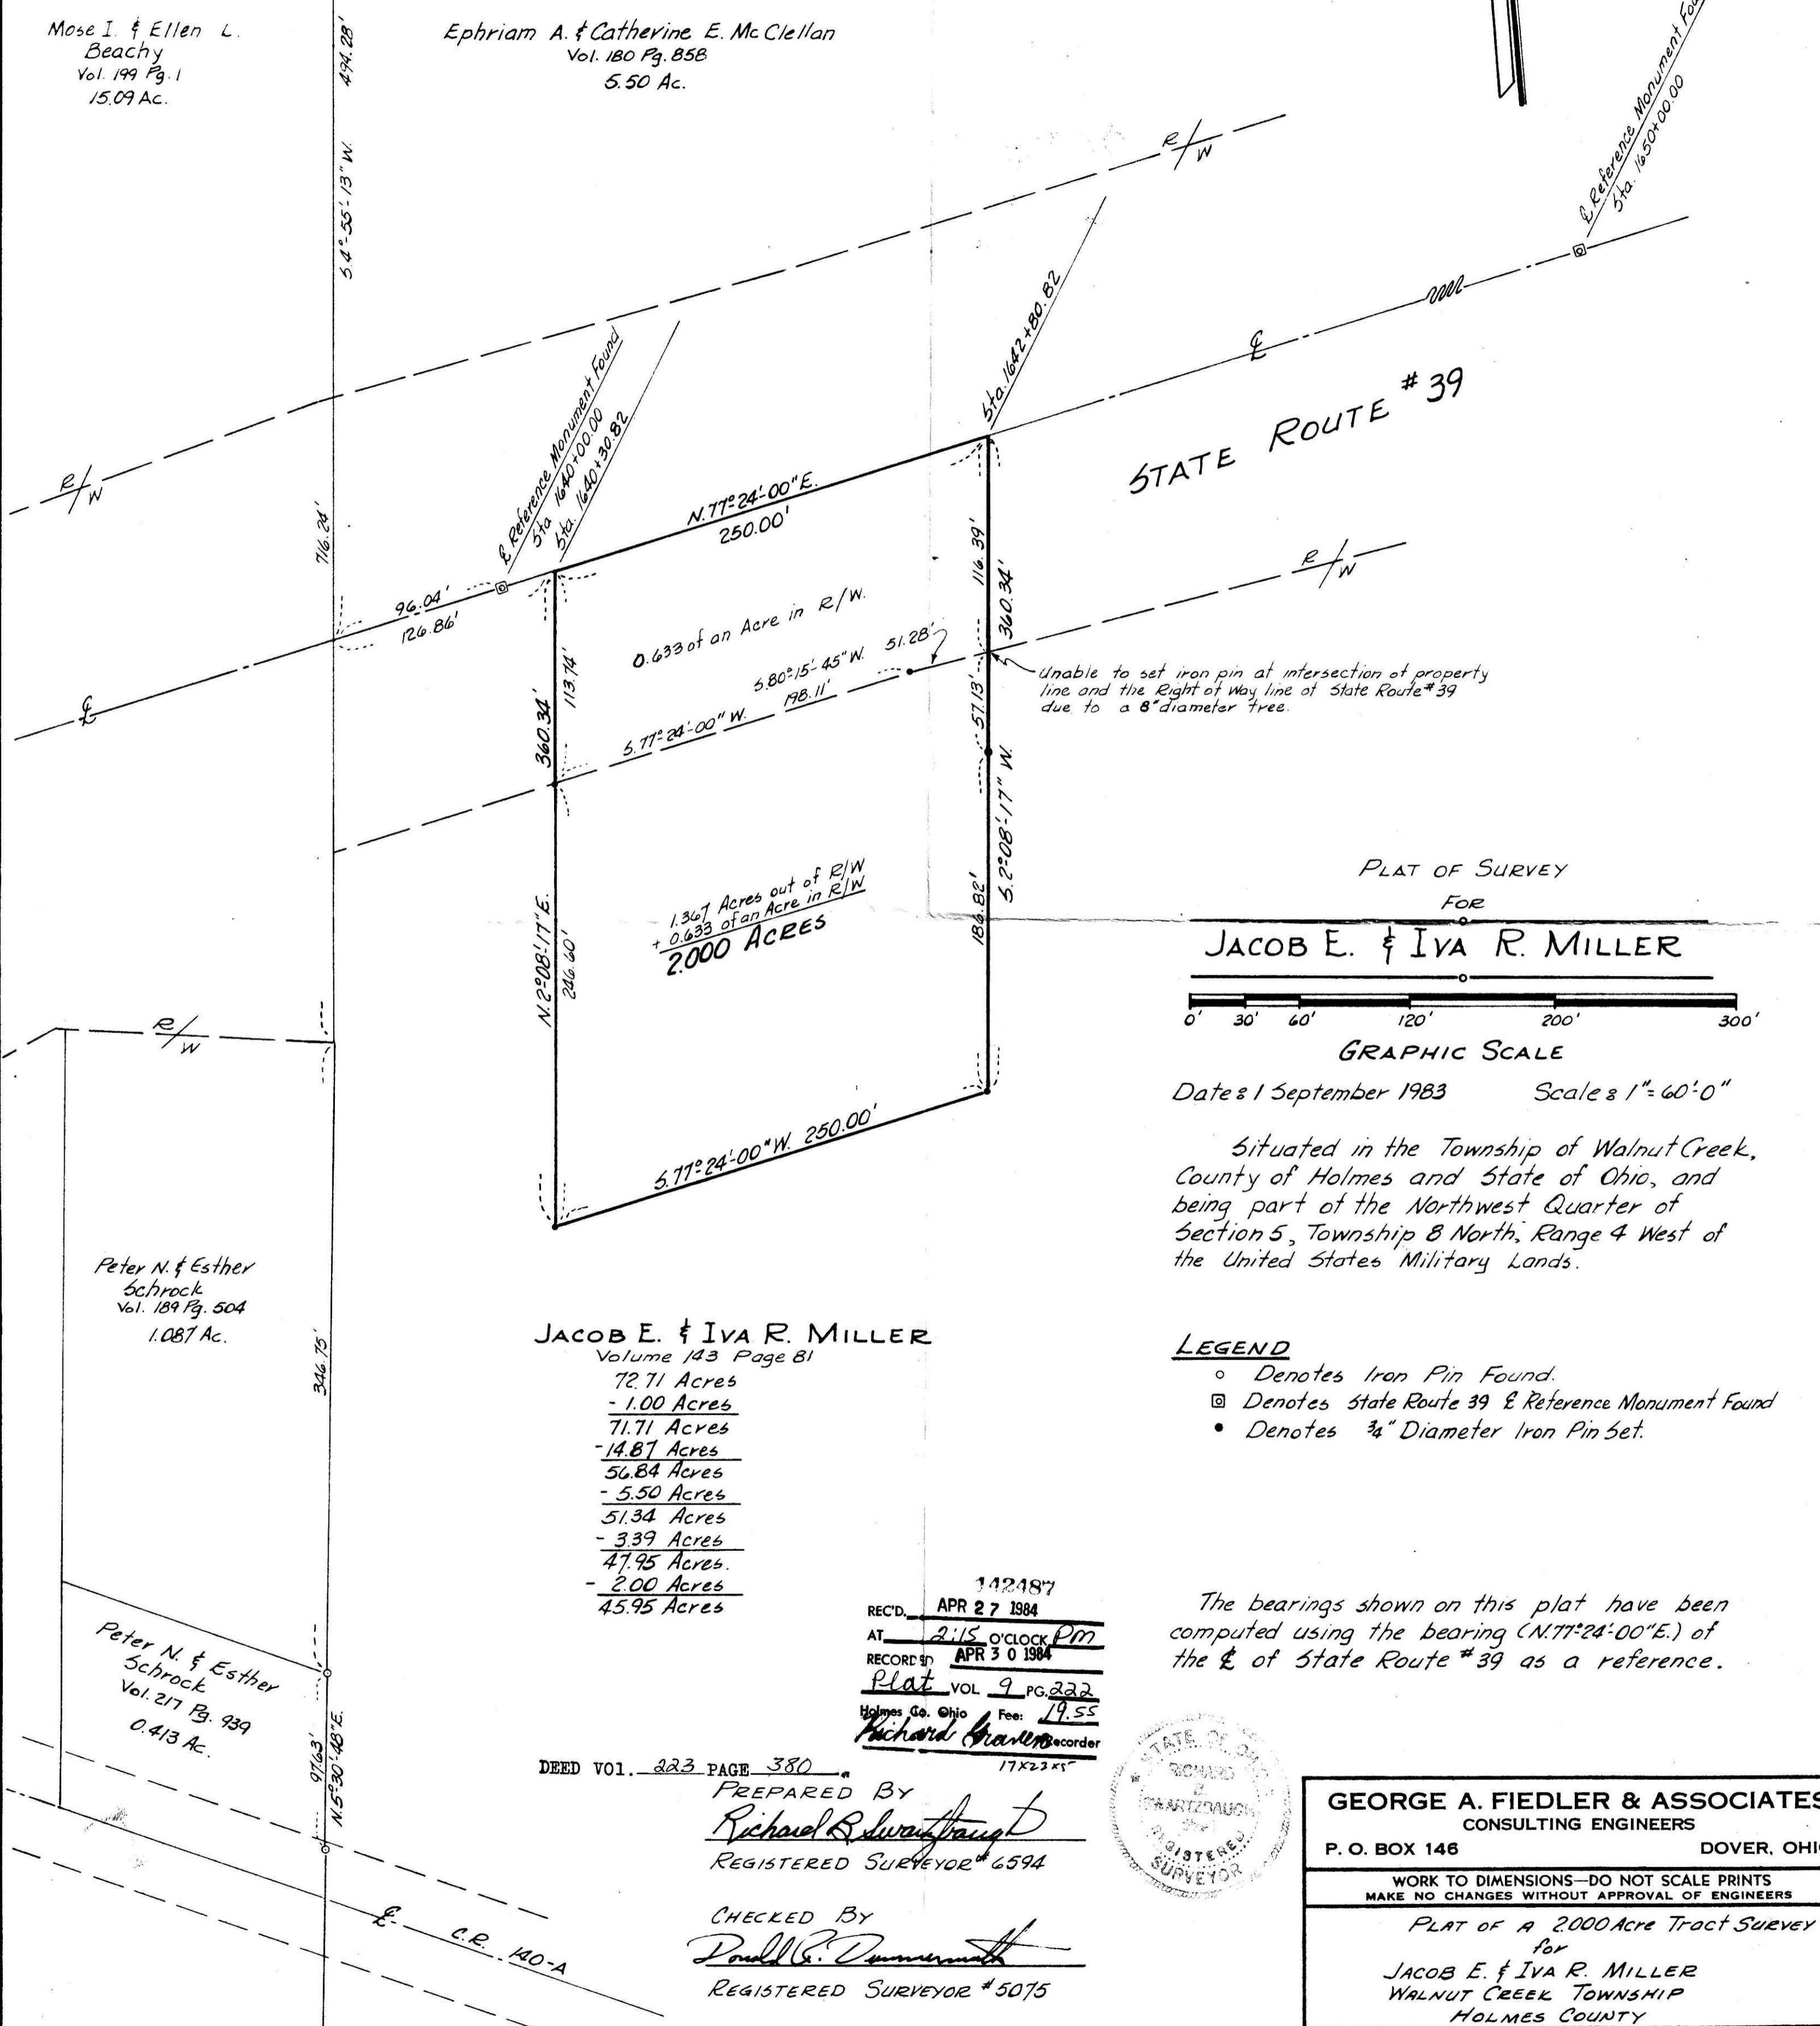 Mose I. & Ellen L.
Beachy
Vol. 199 Pg. 1
15.09 Ac.
494.28'
S.4°-55'-13" W.
716.24'
Ephriam A. & Catherine E. McClellan
Vol. 180 Pg. 858
5.50 Ac.
R/W
℄ Reference Monument
Sta. 1650+00.00
℄ Reference Monument Found
Sta 1640+00.00
Sta. 1640+30.82
Sta. 1642+80.82
℄
STATE ROUTE #39
R/W
N.77°-24'-00"E.
250.00'
96.04'
126.86'
℄
0.633 of an Acre in R/W.
113.74'
360.34'
116.39'
360.34'
R/W
S.80°-15'-45"W. 51.28'
S.77°-24'-00" W. 198.11'
57.13'
Unable to set iron pin at intersection of property
line and the Right of Way line of State Route #39
due to a 8" diameter tree.
S.2°-08'-17" W.
186.82'
1.367 Acres out of R/W
+ 0.633 of an Acre in R/W
2.000 ACRES
N.2°-08'-17"E.
246.60'
S.77°-24'-00"W. 250.00'
R/W
PLAT OF SURVEY
FOR
JACOB E. & IVA R. MILLER
0' 30' 60' 120' 200' 300'
GRAPHIC SCALE
Date: 1 September 1983 Scale: 1"=60'-0"
Situated in the Township of Walnut Creek,
County of Holmes and State of Ohio, and
being part of the Northwest Quarter of
Section 5, Township 8 North, Range 4 West of
the United States Military Lands.
Peter N. & Esther
Schrock
Vol. 189 Pg. 504
1.087 Ac.
346.75'
JACOB E. & IVA R. MILLER
Volume 143 Page 81
72.71 Acres
- 1.00 Acres
71.71 Acres
-14.87 Acres
56.84 Acres
- 5.50 Acres
51.34 Acres
- 3.39 Acres
47.95 Acres.
- 2.00 Acres
45.95 Acres
LEGEND
○ Denotes Iron Pin Found.
Denotes State Route 39 ℄ Reference Monument Found
● Denotes 3/4" Diameter Iron Pin Set.
The bearings shown on this plat have been
computed using the bearing (N.77°-24'-00"E.) of
the ℄ of State Route #39 as a reference.
142487
REC'D. APR 27 1984
AT 2:15 O'CLOCK Pm
RECORDED APR 30 1984
Plat VOL 9 PG. 222
Holmes Co. Ohio Fee: 19.55
Richard Graven Recorder
17x23x5
Peter N. & Esther
Schrock
Vol. 217 Pg. 939
0.413 Ac.
97.63'
N.5°-30'-48"E.
℄ C.R. 140-A
DEED VOl. 223 PAGE 380
PREPARED BY
Richard B Swartzbaugh
REGISTERED SURVEYOR #6594
CHECKED BY
REGISTERED SURVEYOR #5075
STATE OF
RICHARD
SWARTZBAUGH
REGISTERED
SURVEYOR
GEORGE A. FIEDLER & ASSOCIATES
CONSULTING ENGINEERS
P. O. BOX 146 DOVER, OHI
WORK TO DIMENSIONS—DO NOT SCALE PRINTS
MAKE NO CHANGES WITHOUT APPROVAL OF ENGINEERS
PLAT OF A 2.000 Acre Tract SURVEY
for
JACOB E. & IVA R. MILLER
WALNUT CREEK TOWNSHIP
HOLMES COUNTY